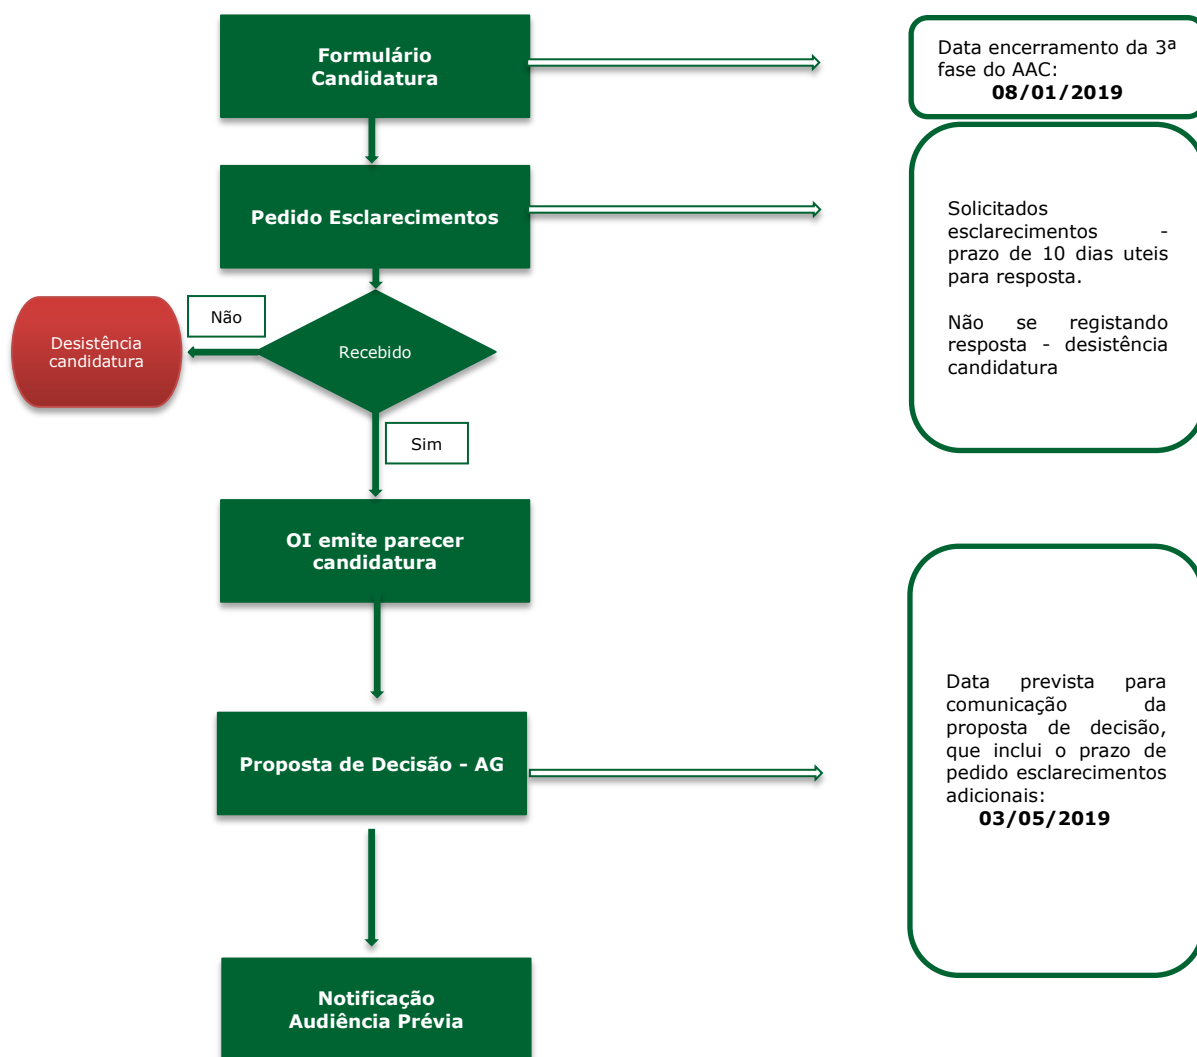 Formulário
Candidatura
Data encerramento da 3ª
fase do AAC:
08/01/2019
Pedido Esclarecimentos
Solicitados
esclarecimentos -
prazo de 10 dias uteis
para resposta.
Não se registando
resposta - desistência
candidatura
Não
Desistência
candidatura
Recebido
Sim
OI emite parecer
candidatura
Proposta de Decisão - AG
Data prevista para
comunicação da
proposta de decisão,
que inclui o prazo de
pedido esclarecimentos
adicionais:
03/05/2019
Notificação
Audiência Prévia